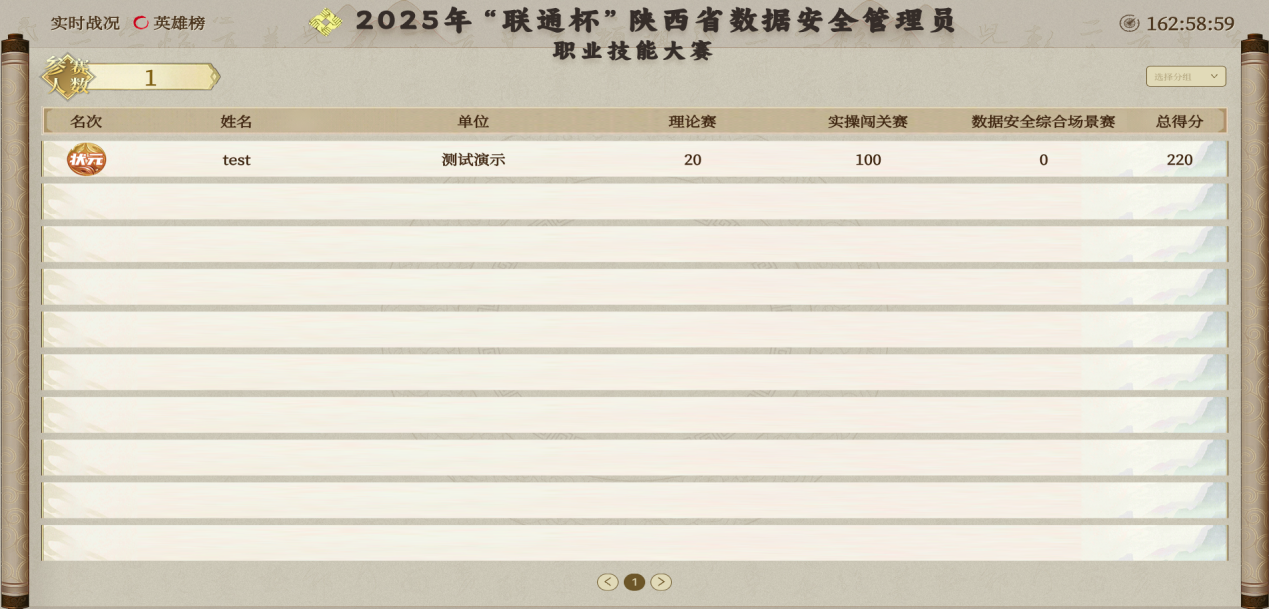 实时战况 英雄榜
2025年“联通杯”陕西省数据安全管理员
职业技能大赛
162:58:59
参赛人数
1
选择分组
名次 姓名 单位 理论赛 实操闯关赛 数据安全综合场景赛 总得分
状元 test 测试演示 20 100 0 220
< 1 >